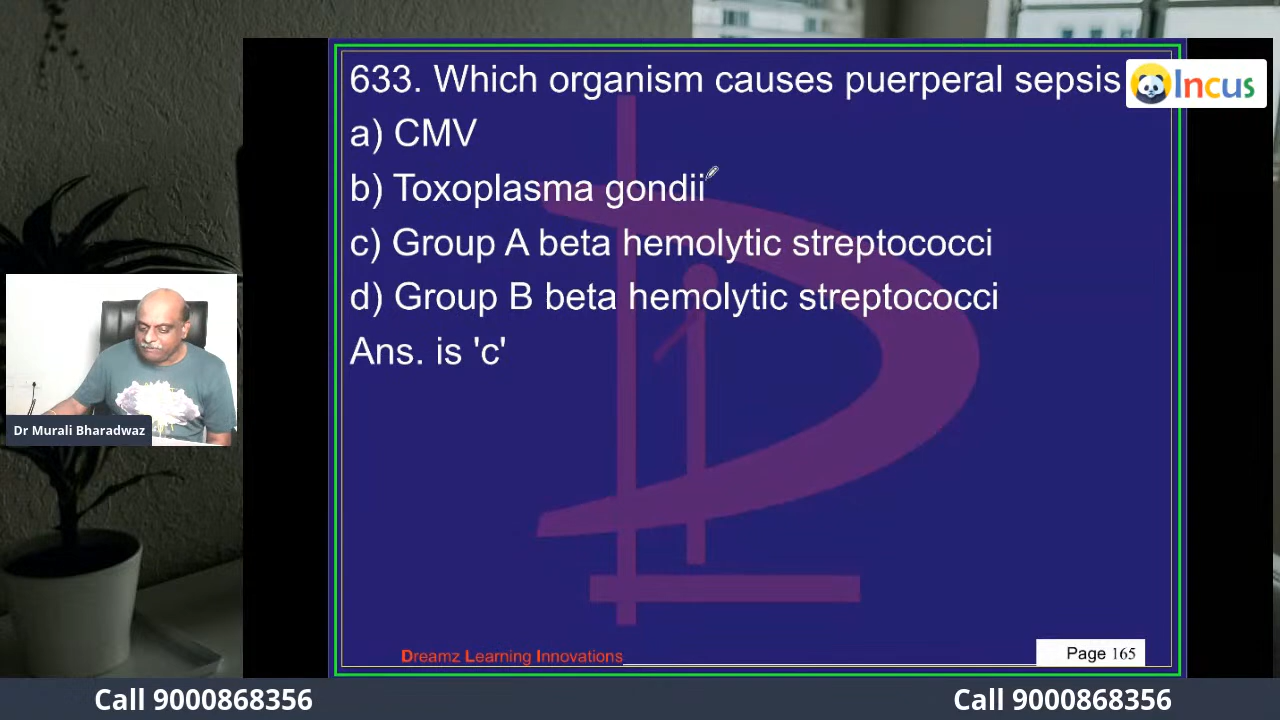 633. Which organism causes puerperal sepsis
Incus
a) CMV
b) Toxoplasma gondii
c) Group A beta hemolytic streptococci
d) Group B beta hemolytic streptococci
Ans. is 'c'
Dr Murali Bharadwaz
Dreamz Learning Innovations
Page 165
Call 9000868356
Call 9000868356